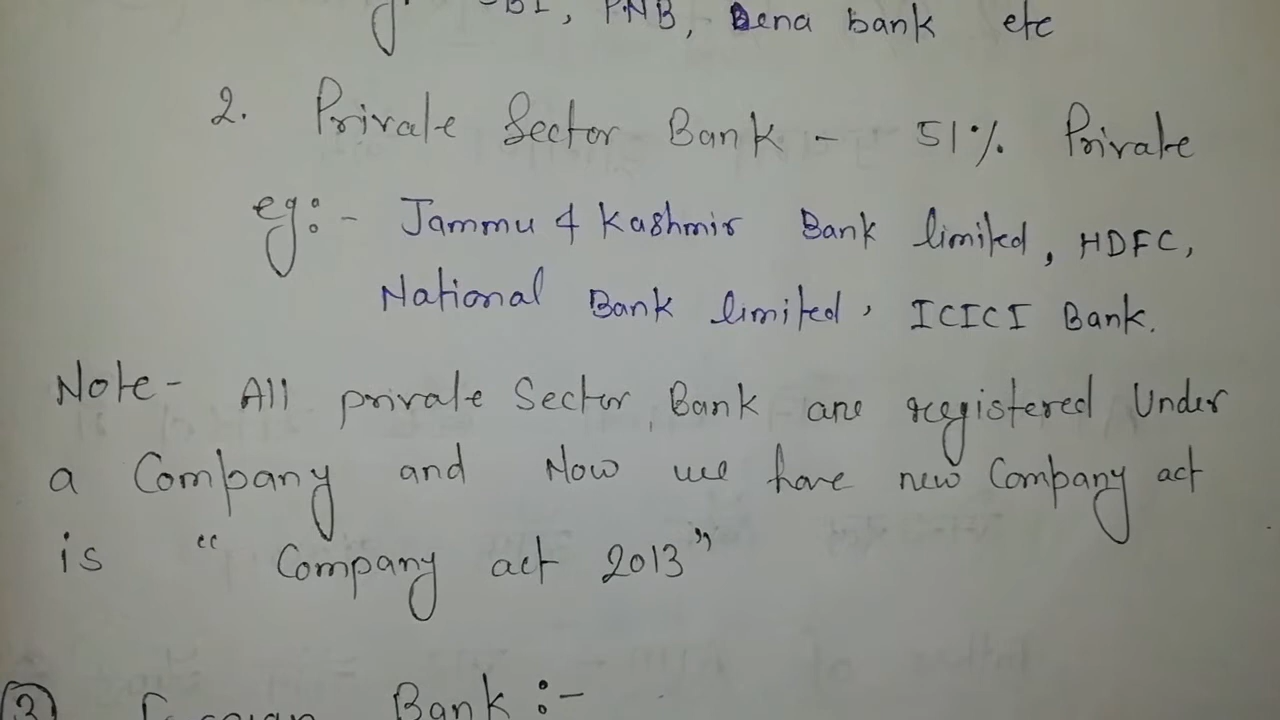 PNB, Dena bank etc
2. Private Sector Bank - 51% Private
eg:- Jammu & Kashmir Bank limited, HDFC,
National Bank limited, ICICI Bank.
Note- All private Sector Bank are registered Under
a Company and Now we have new Company act
is "Company act 2013"
Bank :-